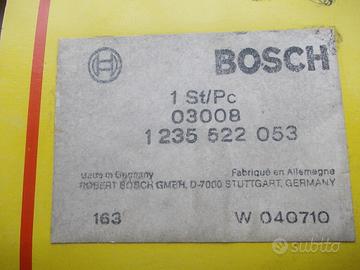 BOSCH
1 St/Pc
03008
1 235 522 053
Made in Germany Fabriqué en Allemagne
ROBERT BOSCH GMBH, D-7000 STUTTGART, GERMANY
163 W 040710
subito